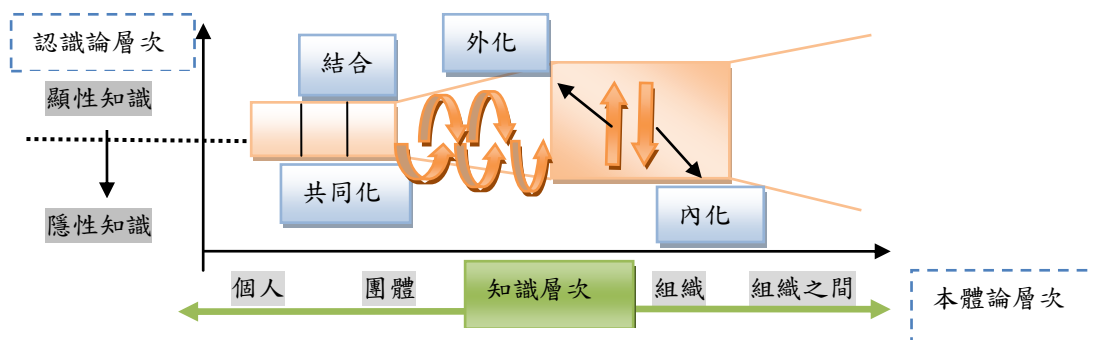 認識論層次
顯性知識
隱性知識
結合
外化
共同化
內化
個人
團體
知識層次
組織
組織之間
本體論層次